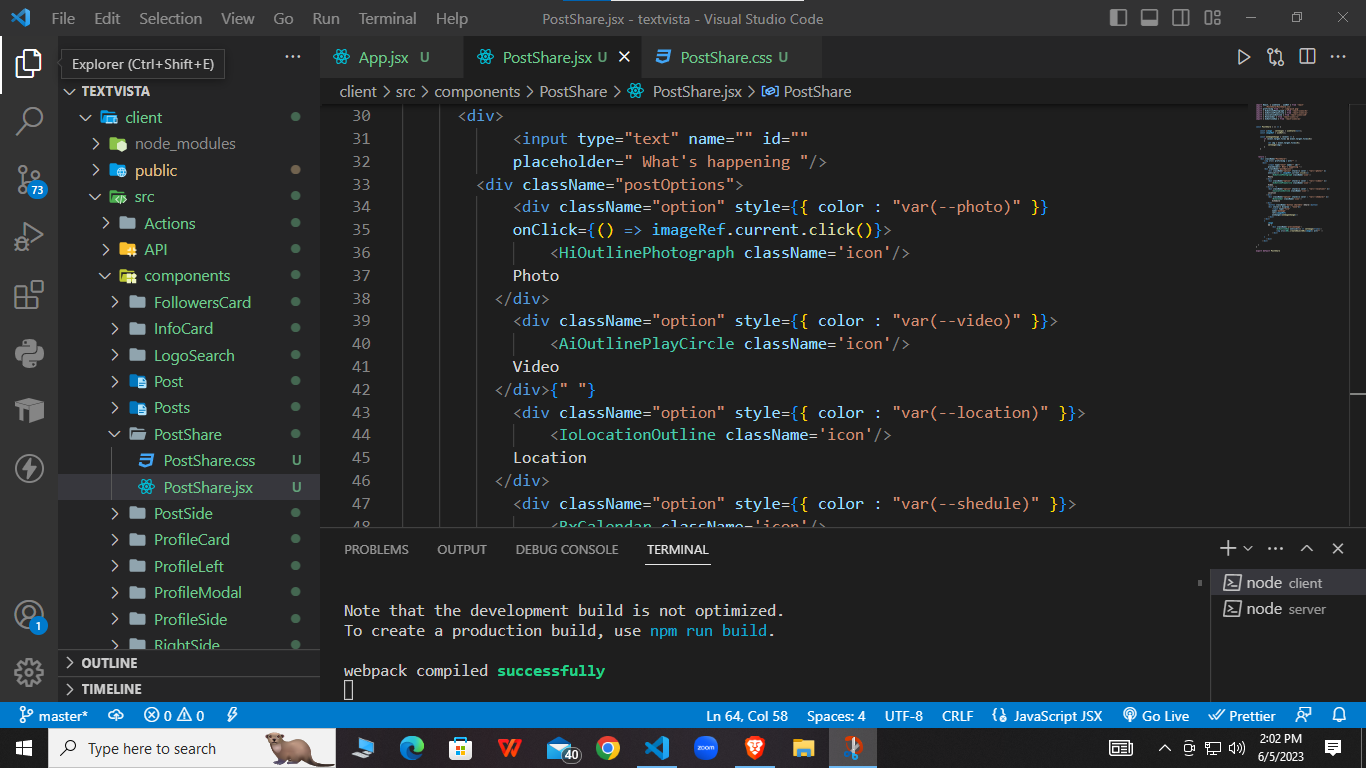 File Edit Selection View Go Run Terminal Help PostShare.jsx - textvista - Visual Studio Code
Explorer (Ctrl+Shift+E)
App.jsx U PostShare.jsx U PostShare.css U
client src components PostShare PostShare.jsx PostShare
TEXTVISTA
client
node_modules
public
src
Actions
API
components
FollowersCard
InfoCard
LogoSearch
Post
Posts
PostShare
PostShare.css U
PostShare.jsx U
PostSide
ProfileCard
ProfileLeft
ProfileModal
ProfileSide
RightSide
OUTLINE
TIMELINE
73
1
30 <div>
31 <input type="text" name="" id=""
32 placeholder=" What's happening "/>
33 <div className="postOptions">
34 <div className="option" style={{ color : "var(--photo)" }}
35 onClick={() => imageRef.current.click()}>
36 <HiOutlinePhotograph className='icon'/>
37 Photo
38 </div>
39 <div className="option" style={{ color : "var(--video)" }}>
40 <AiOutlinePlayCircle className='icon'/>
41 Video
42 </div>{" "}
43 <div className="option" style={{ color : "var(--location)" }}>
44 <IoLocationOutline className='icon'/>
45 Location
46 </div>
47 <div className="option" style={{ color : "var(--shedule)" }}>
48 <RxCalendar className='icon'/>
PROBLEMS OUTPUT DEBUG CONSOLE TERMINAL
Note that the development build is not optimized.
To create a production build, use npm run build.
webpack compiled successfully
node client
node server
master* 0 0 Ln 64, Col 58 Spaces: 4 UTF-8 CRLF JavaScript JSX Go Live Prettier
Type here to search
40
zoom
2:02 PM
6/5/2023